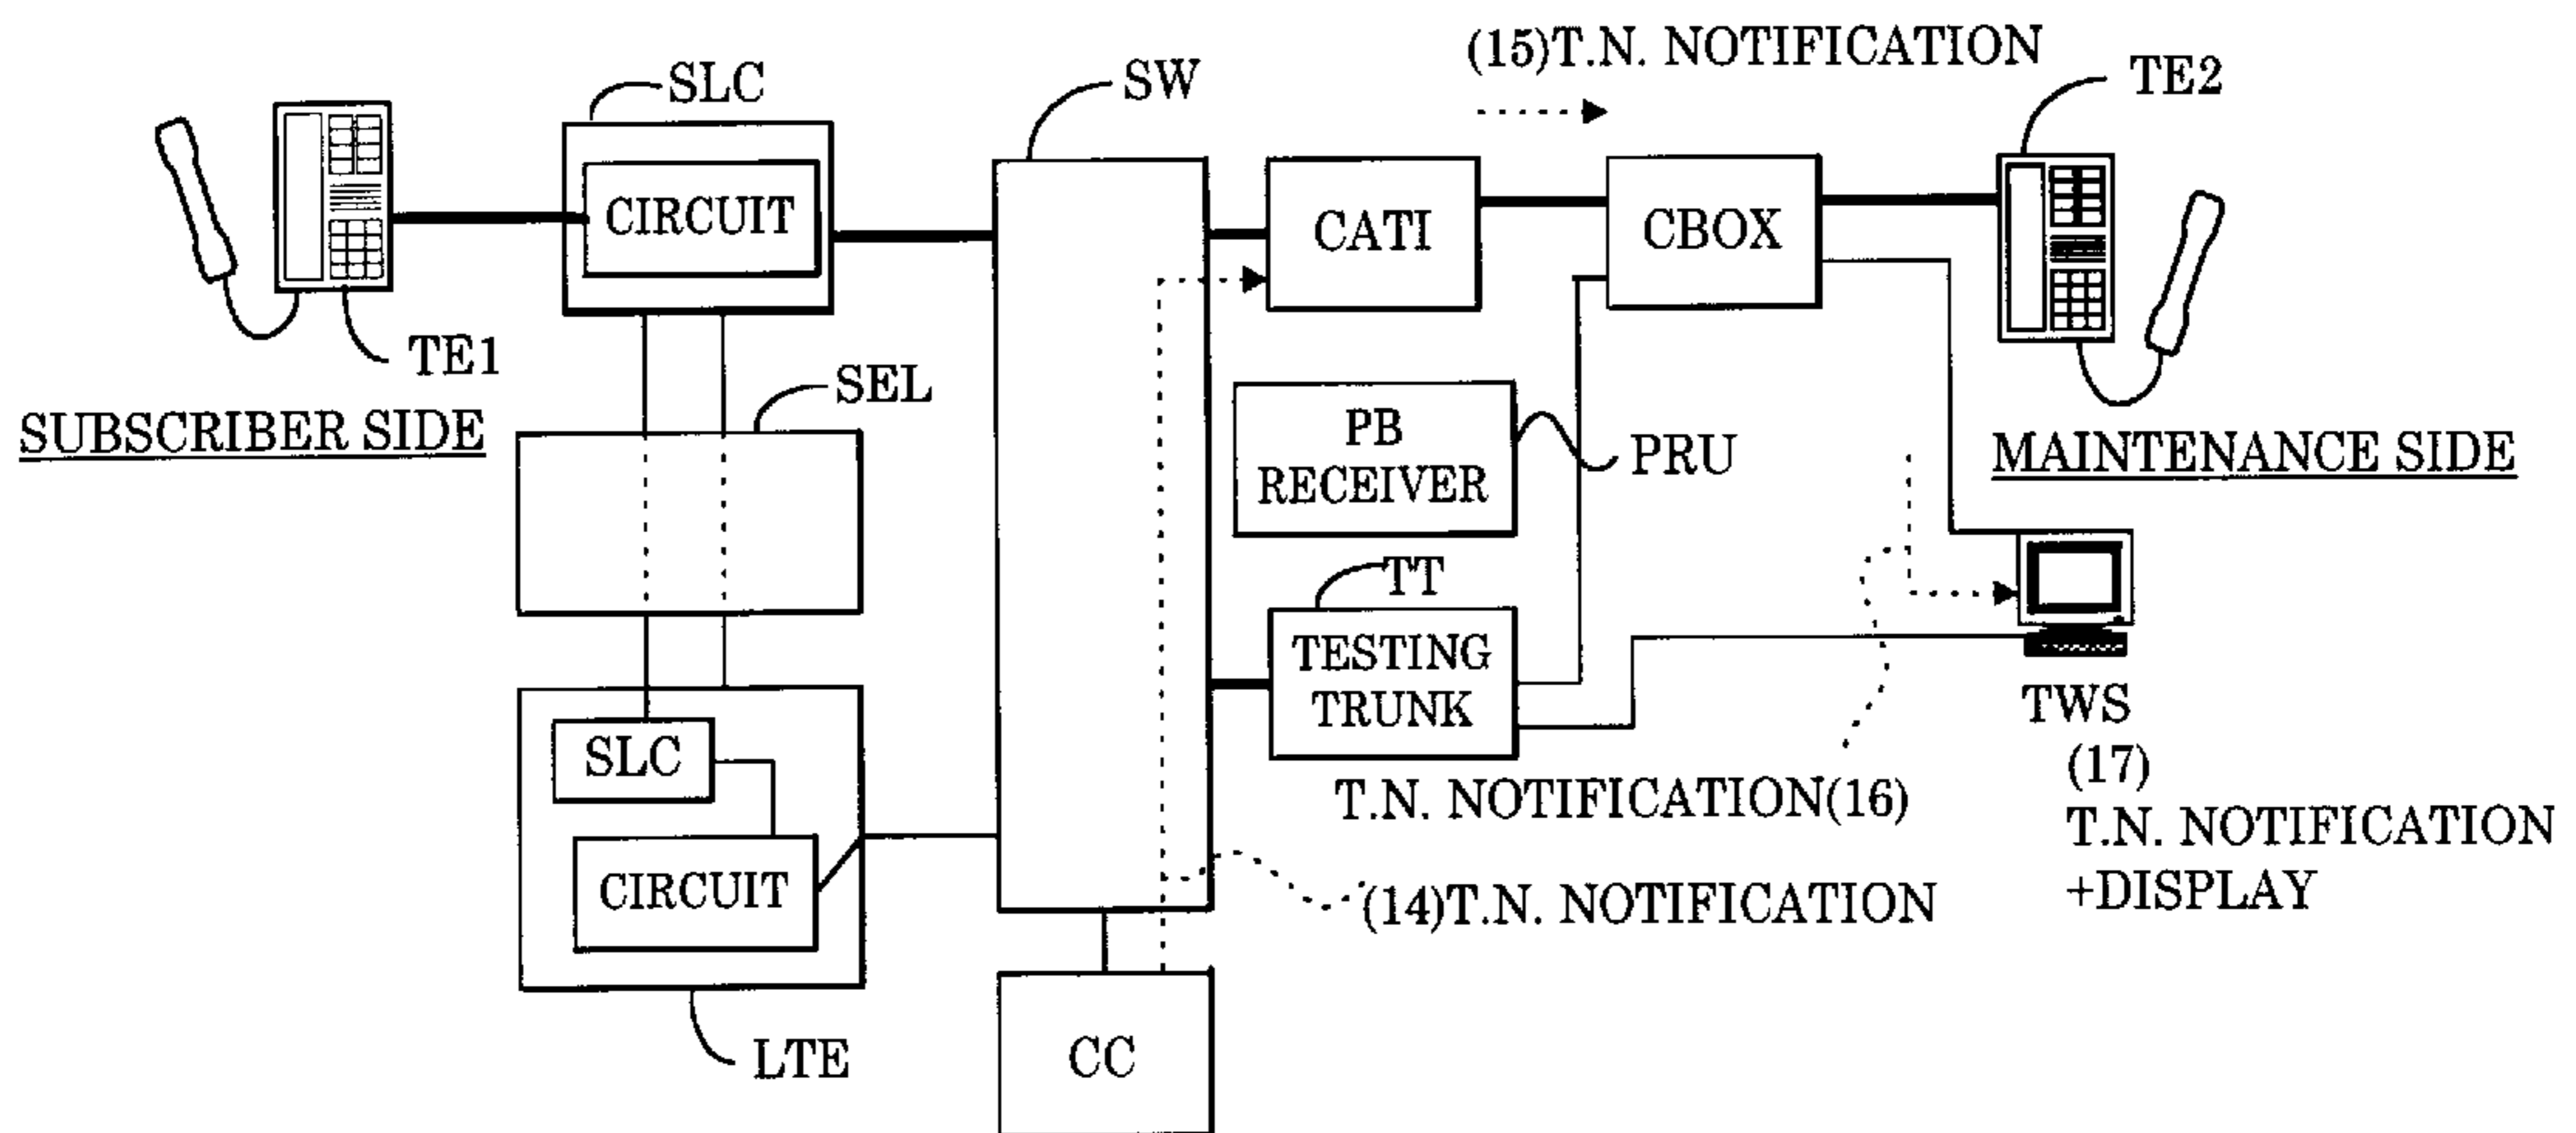 (15)T.N. NOTIFICATION
SLC
SW
TE2
CIRCUIT
CATI
CBOX
TE1
SEL
SUBSCRIBER SIDE
PB
RECEIVER
PRU
MAINTENANCE SIDE
TT
TESTING
TRUNK
TWS
SLC
(17)
T.N. NOTIFICATION(16)
T.N. NOTIFICATION
+DISPLAY
CIRCUIT
(14)T.N. NOTIFICATION
LTE
CC